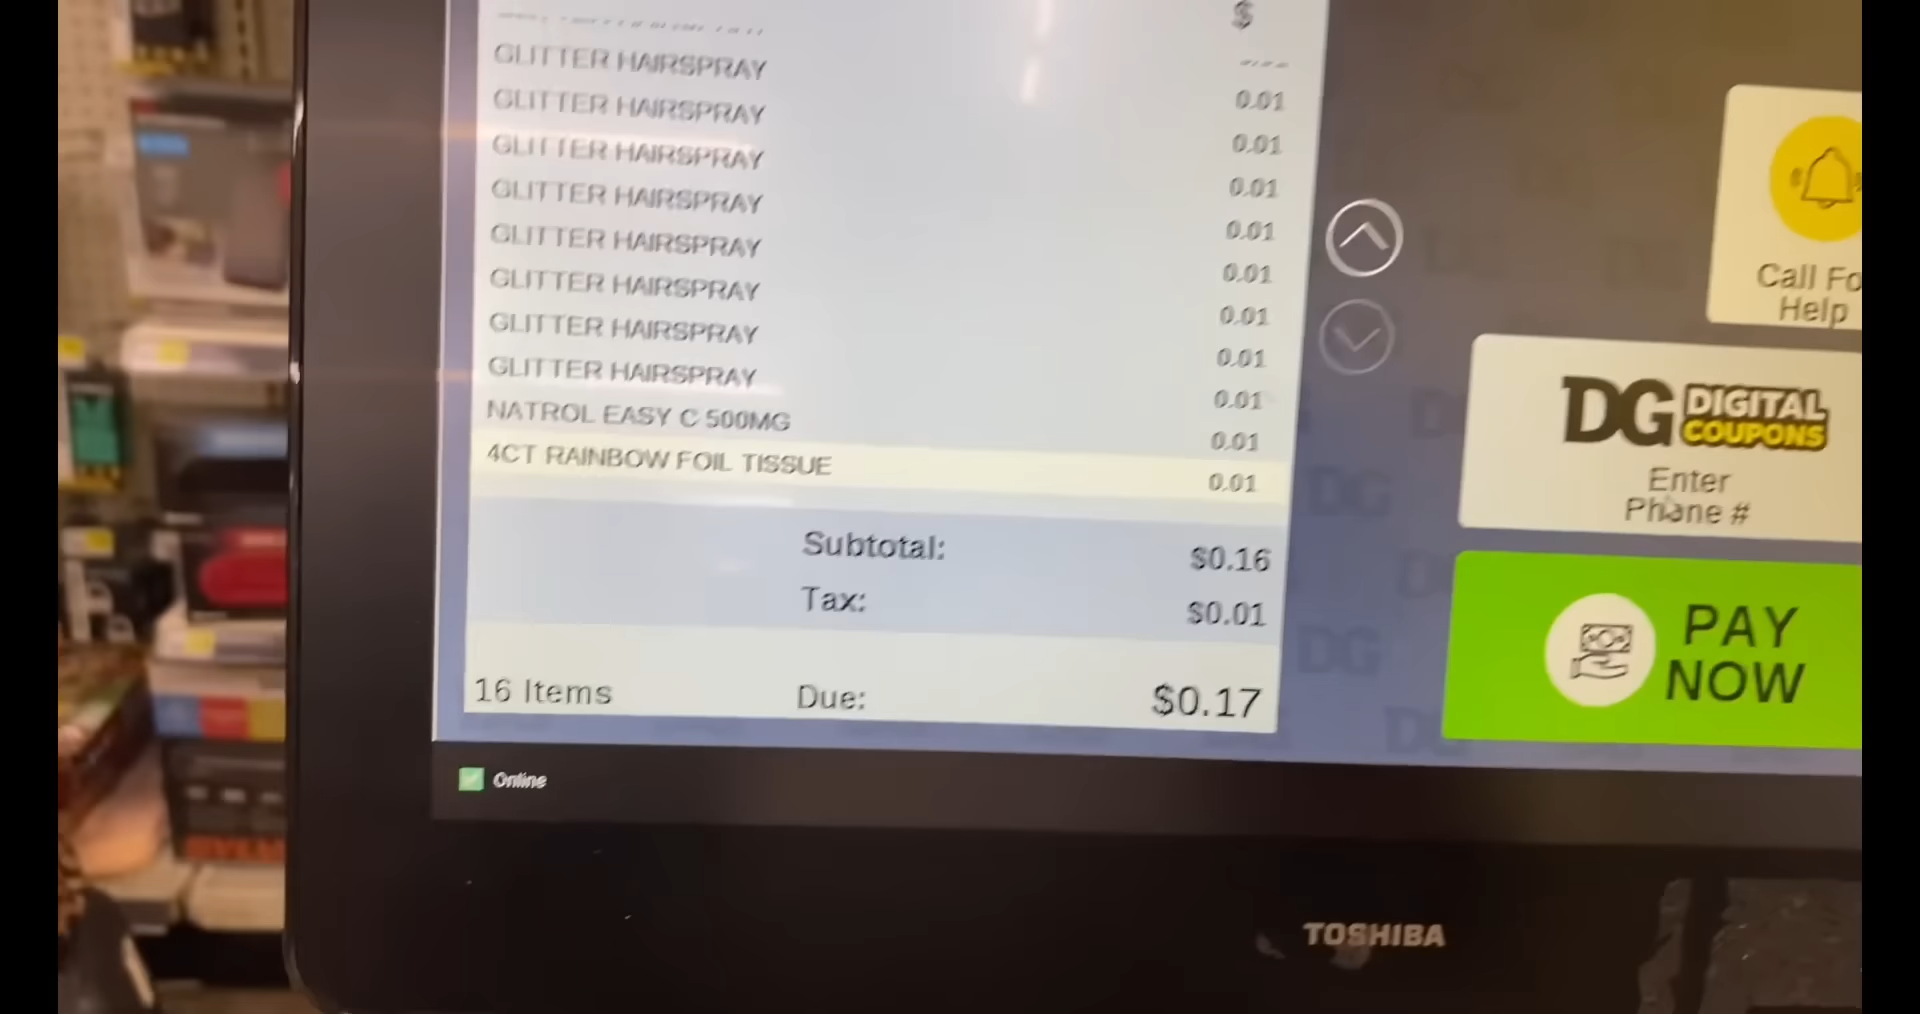 $
GLITTER HAIRSPRAY
GLITTER HAIRSPRAY 0.01
GLITTER HAIRSPRAY 0.01
GLITTER HAIRSPRAY 0.01
GLITTER HAIRSPRAY 0.01
GLITTER HAIRSPRAY 0.01
GLITTER HAIRSPRAY 0.01
GLITTER HAIRSPRAY 0.01
NATROL EASY C 500MG 0.01
4CT RAINBOW FOIL TISSUE 0.01
0.01
Subtotal: $0.16
Tax: $0.01
16 Items Due: $0.17
Call Fo
Help
DG DIGITAL
COUPONS
Enter
Phone #
PAY
NOW
Online
TOSHIBA